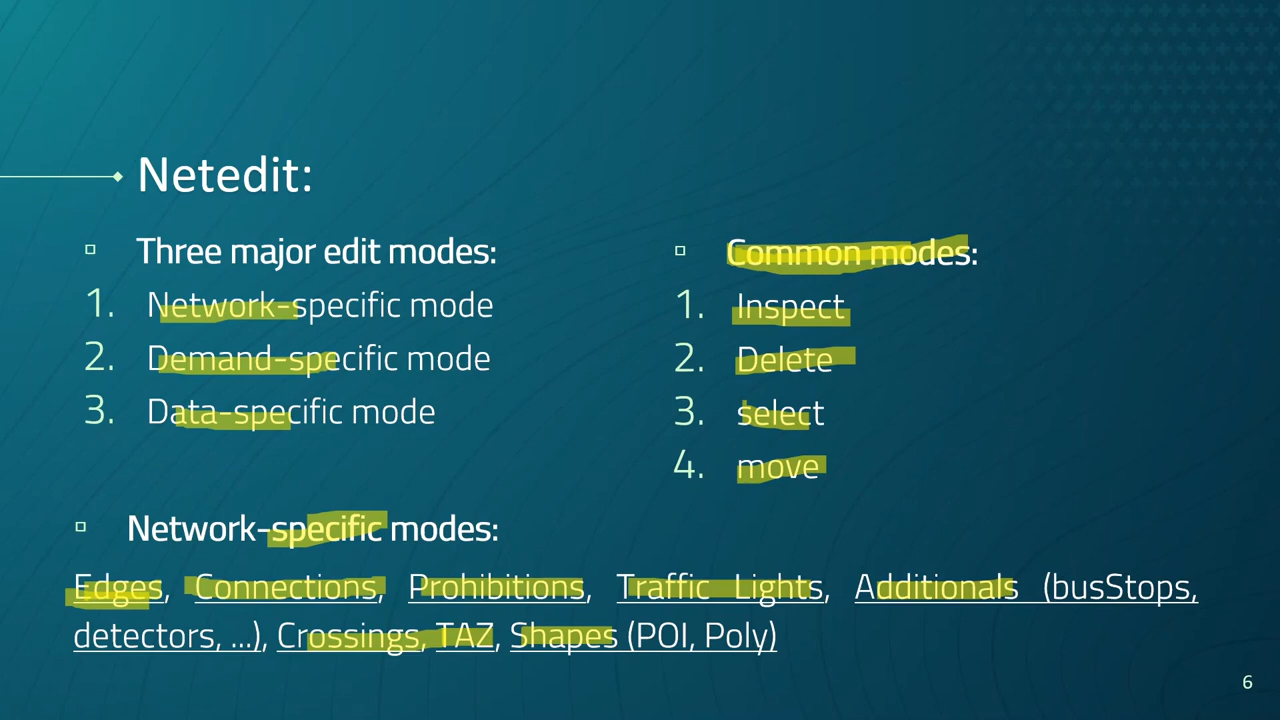 Netedit:
▫ Three major edit modes:
1. Network-specific mode
2. Demand-specific mode
3. Data-specific mode
▫ Common modes:
1. Inspect
2. Delete
3. select
4. move
▫ Network-specific modes:
Edges, Connections, Prohibitions, Traffic Lights, Additionals (busStops,
detectors, ...), Crossings, TAZ, Shapes (POI, Poly)
6